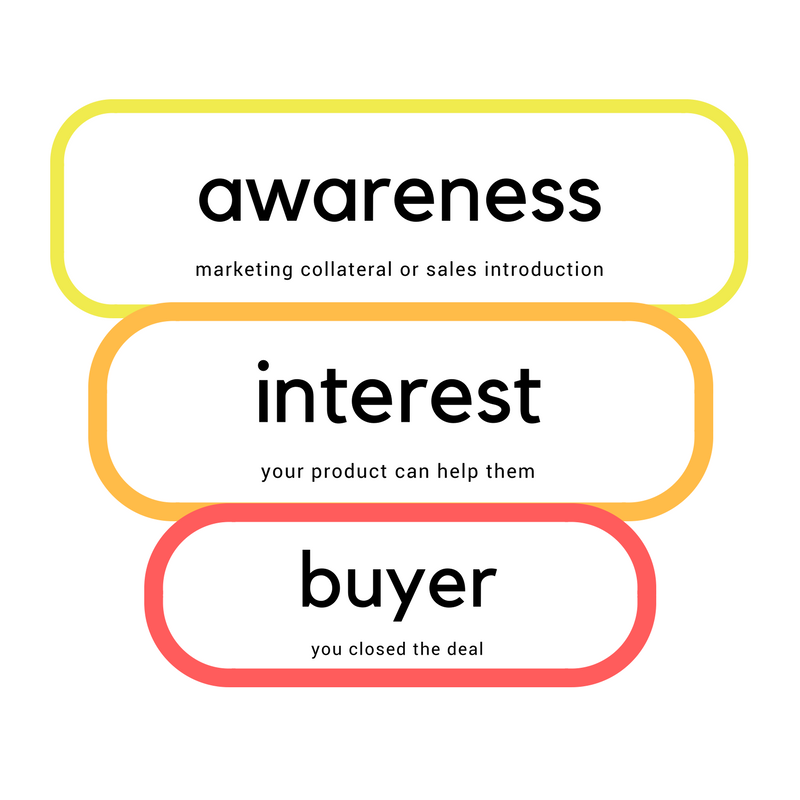 awareness
marketing collateral or sales introduction
interest
your product can help them
buyer
you closed the deal